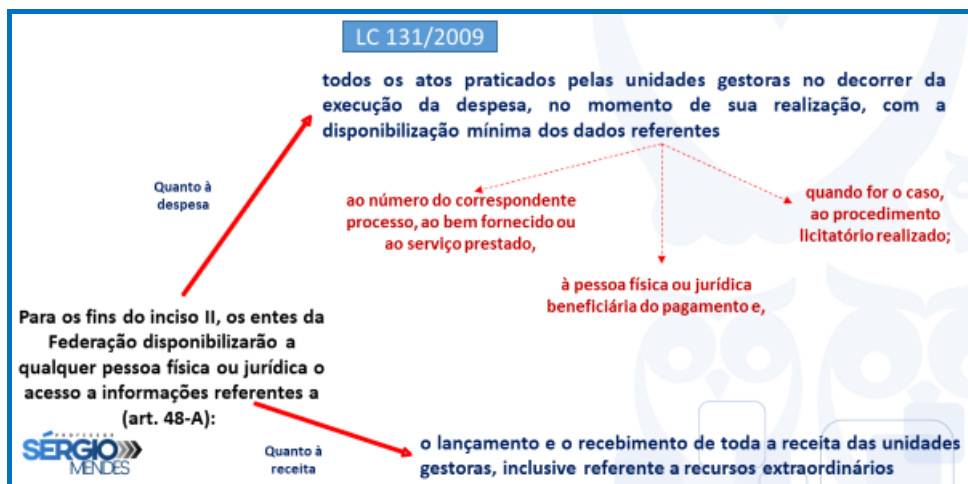 LC 131/2009
todos os atos praticados pelas unidades gestoras no decorrer da
execução da despesa, no momento de sua realização, com a
disponibilização mínima dos dados referentes
Quanto à
despesa
ao número do correspondente
processo, ao bem fornecido ou
ao serviço prestado,
à pessoa física ou jurídica
beneficiária do pagamento e,
quando for o caso,
ao procedimento
licitatório realizado;
Para os fins do inciso II, os entes da
Federação disponibilizarão a
qualquer pessoa física ou jurídica o
acesso a informações referentes a
(art. 48-A):
PROFESSOR
SÉRGIO
MENDES
Quanto à
receita
o lançamento e o recebimento de toda a receita das unidades
gestoras, inclusive referente a recursos extraordinários